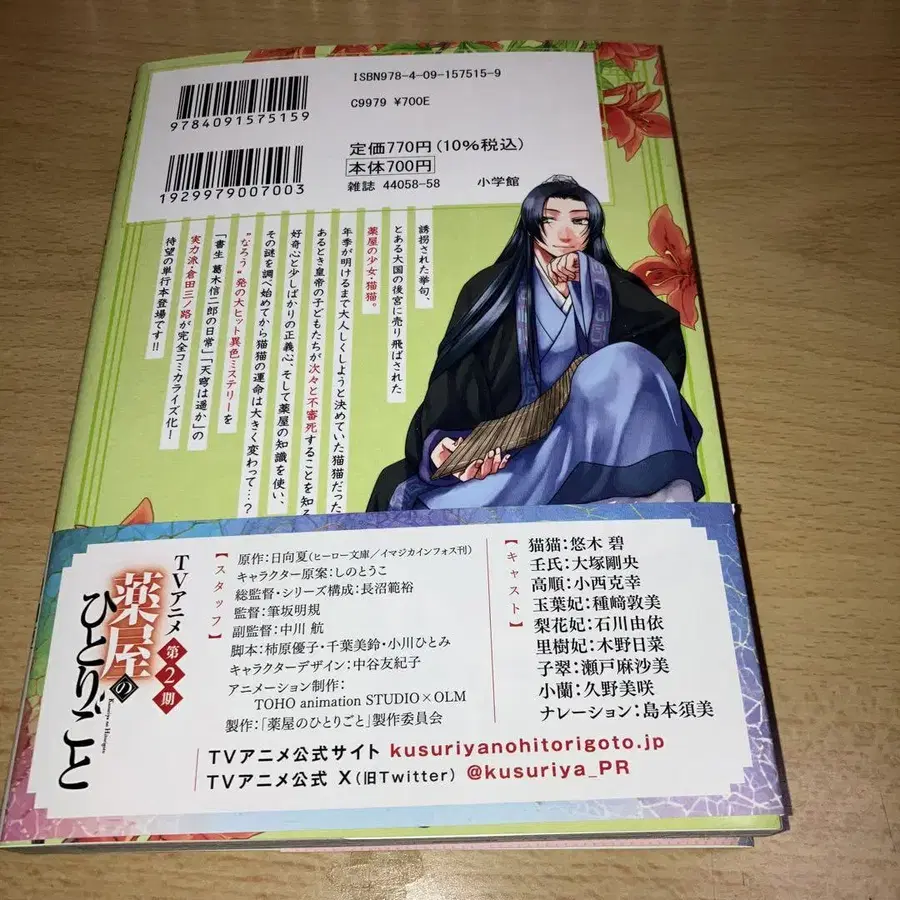 ISBN978-4-09-157515-9
C9979 ¥700E
9784091575159
定価770円(10%税込)
本体700円
雑誌 44058-58 小学館
1929979007003
誘拐された挙句、
とある大国の後宮に売り飛ばされた
薬屋の少女・猫猫。
年季が明けるまで大人しくしようと決めていた猫猫だった
あるとき皇帝の子どもたちが次々と不審死することを知る
好奇心と少しばかりの正義心、そして薬屋の知識を使い、
その謎を調べ始めてから猫猫の運命は大きく変わって…?
"なろう"発の大ヒット異色ミステリーを
「書生 葛木信二郎の日常」「天穹は遥か」の
実力派・倉田三ノ路が完全コミカライズ化!
待望の単行本登場です!!
TVアニメ
第2期
薬屋の
ひとりごと
Kusuriya no Hitorigoto
【スタッフ】
原作:日向夏(ヒーロー文庫/イマジカインフォス刊)
キャラクター原案:しのとうこ
総監督・シリーズ構成:長沼範裕
監督:筆坂明規
副監督:中川 航
脚本:柿原優子・千葉美鈴・小川ひとみ
キャラクターデザイン:中谷友紀子
アニメーション制作:
TOHO animation STUDIO×OLM
製作:「薬屋のひとりごと」製作委員会
【キャスト】
猫猫:悠木 碧
壬氏:大塚剛央
高順:小西克幸
玉葉妃:種﨑敦美
梨花妃:石川由依
里樹妃:木野日菜
子翠:瀬戸麻沙美
小蘭:久野美咲
ナレーション:島本須美
TVアニメ公式サイト kusuriyanohitorigoto.jp
TVアニメ公式 X(旧Twitter) @kusuriya_PR